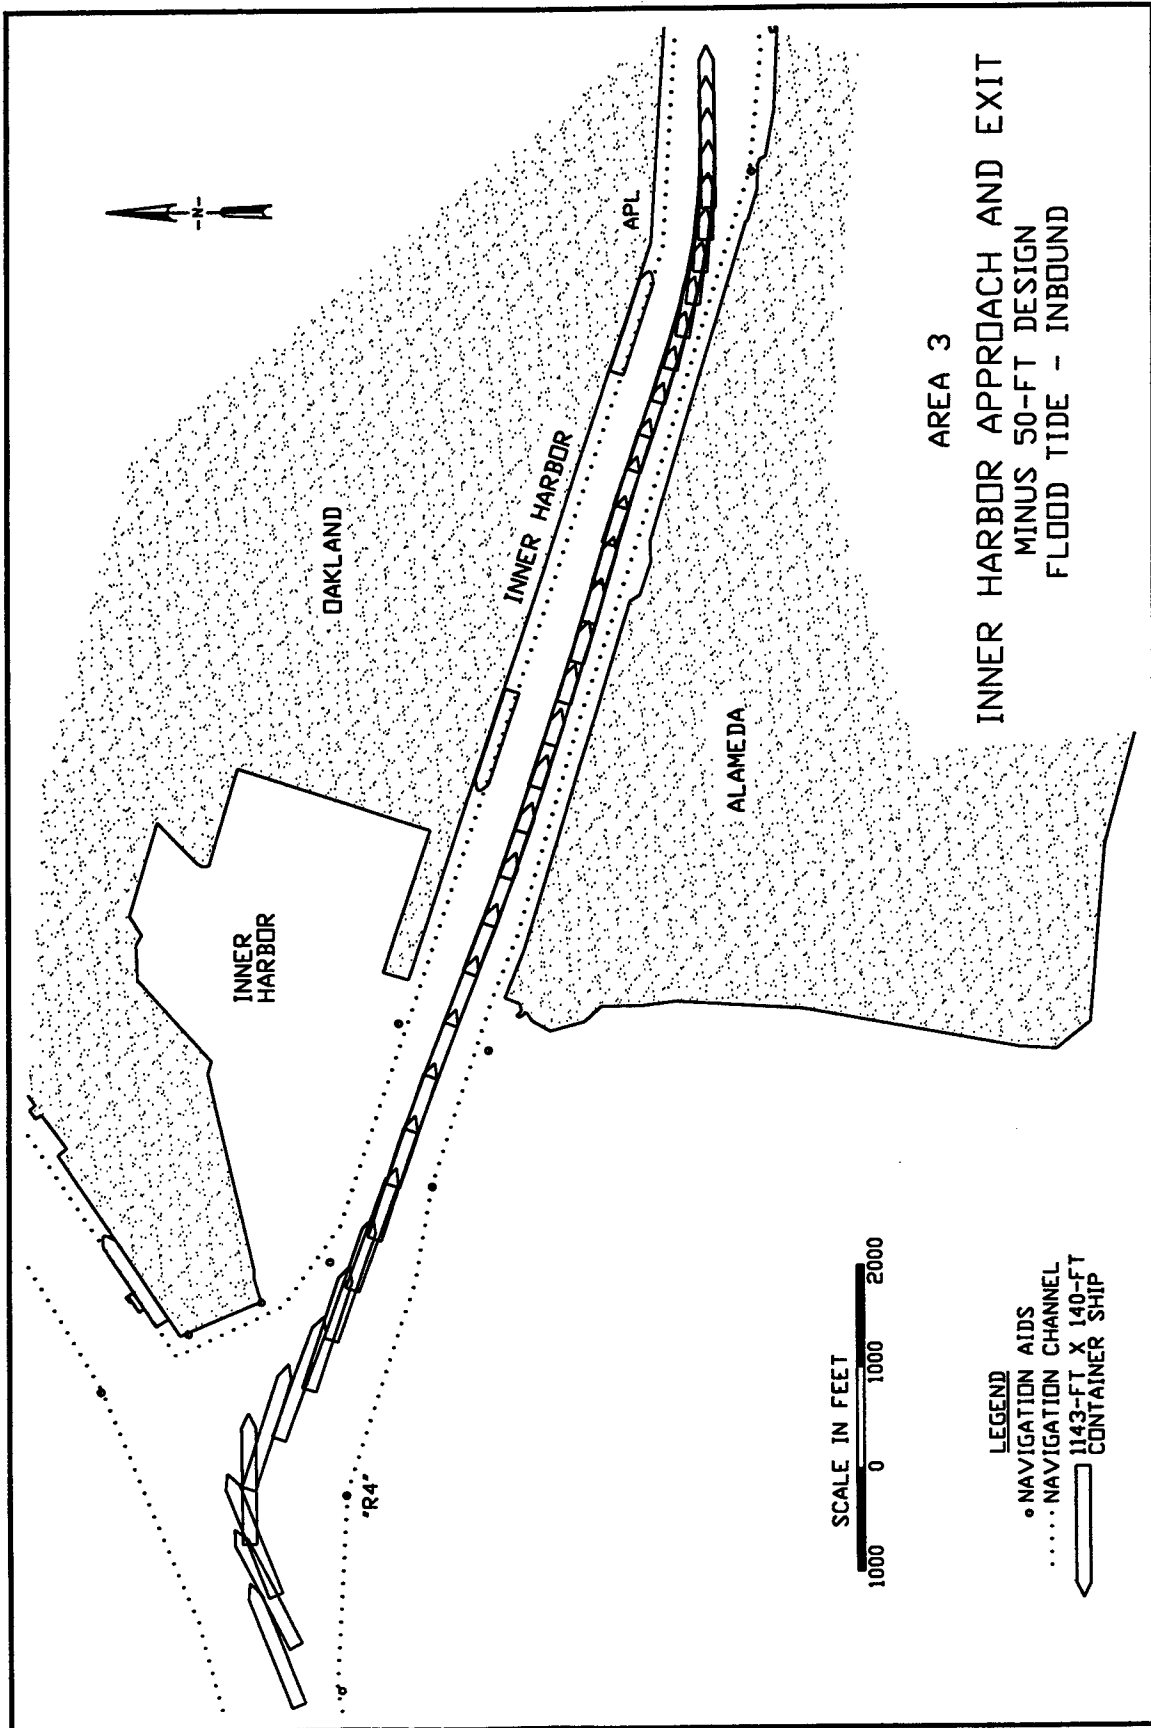 -N-
OAKLAND
INNER
HARBOR
INNER HARBOR
APL
ALAMEDA
"R4"
AREA 3
INNER HARBOR APPROACH AND EXIT
MINUS 50-FT DESIGN
FLOOD TIDE - INBOUND
SCALE IN FEET
1000 0 1000 2000
LEGEND
NAVIGATION AIDS
NAVIGATION CHANNEL
1143-FT X 140-FT
CONTAINER SHIP